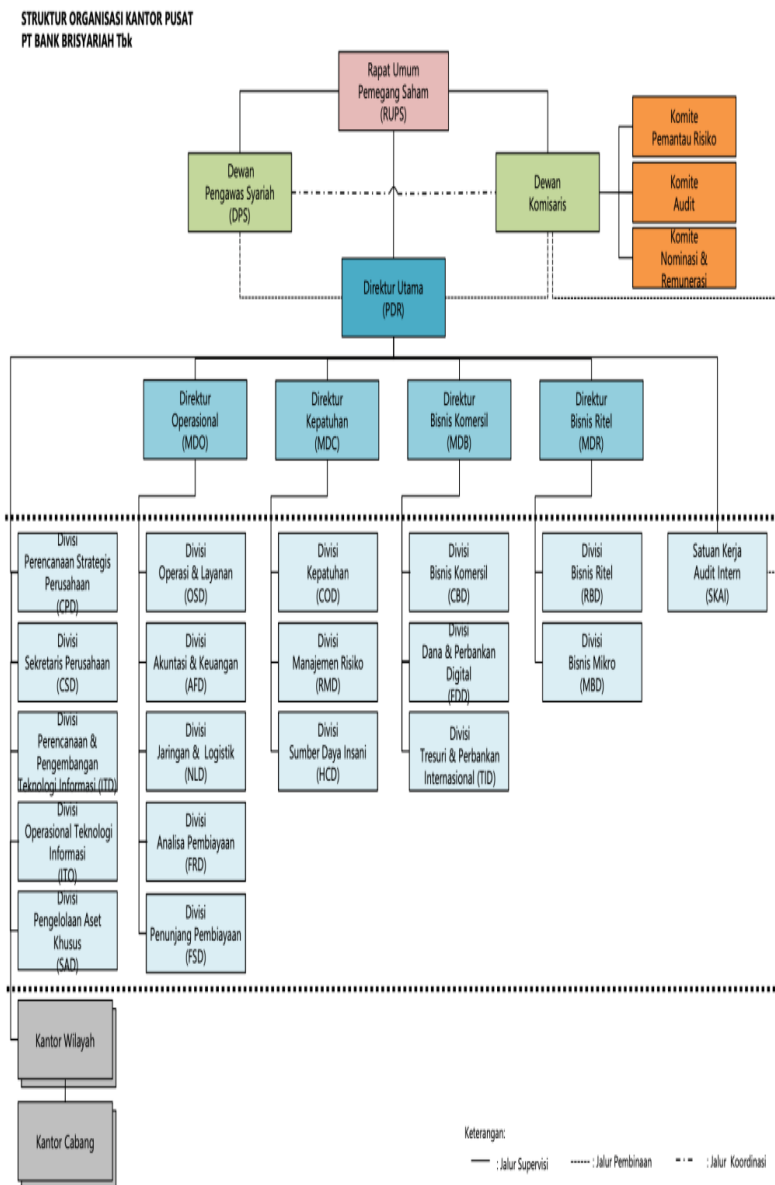 STRUKTUR ORGANISASI KANTOR PUSAT
PT BANK BRISYARIAH Tbk
Rapat Umum
Pemegang Saham
(RUPS)
Dewan
Pengawas Syariah
(DPS)
Dewan
Komisaris
Komite
Pemantau Risiko
Komite
Audit
Komite
Nominasi &
Remunerasi
Direktur Utama
(PDR)
Direktur
Operasional
(MDO)
Direktur
Kepatuhan
(MDC)
Direktur
Bisnis Komersil
(MDB)
Direktur
Bisnis Ritel
(MDR)
Divisi
Perencanaan Strategis
Perusahaan
(CPD)
Divisi
Operasi & Layanan
(OSD)
Divisi
Kepatuhan
(COD)
Divisi
Bisnis Komersil
(CBD)
Divisi
Bisnis Ritel
(RBD)
Satuan Kerja
Audit Intern
(SKAI)
Divisi
Sekretaris Perusahaan
(CSD)
Divisi
Akuntasi & Keuangan
(AFD)
Divisi
Manajemen Risiko
(RMD)
Divisi
Dana & Perbankan
Digital
(FDD)
Divisi
Bisnis Mikro
(MBD)
Divisi
Perencanaan &
Pengembangan
Teknologi Informasi (ITD)
Divisi
Jaringan & Logistik
(NLD)
Divisi
Sumber Daya Insani
(HCD)
Divisi
Tresuri & Perbankan
Internasional (TID)
Divisi
Operasional Teknologi
Informasi
(ITO)
Divisi
Analisa Pembiayaan
(FRD)
Divisi
Pengelolaan Aset
Khusus
(SAD)
Divisi
Penunjang Pembiayaan
(FSD)
Kantor Wilayah
Kantor Cabang
Keterangan:
: Jalur Supervisi
: Jalur Pembinaan
: Jalur Koordinasi